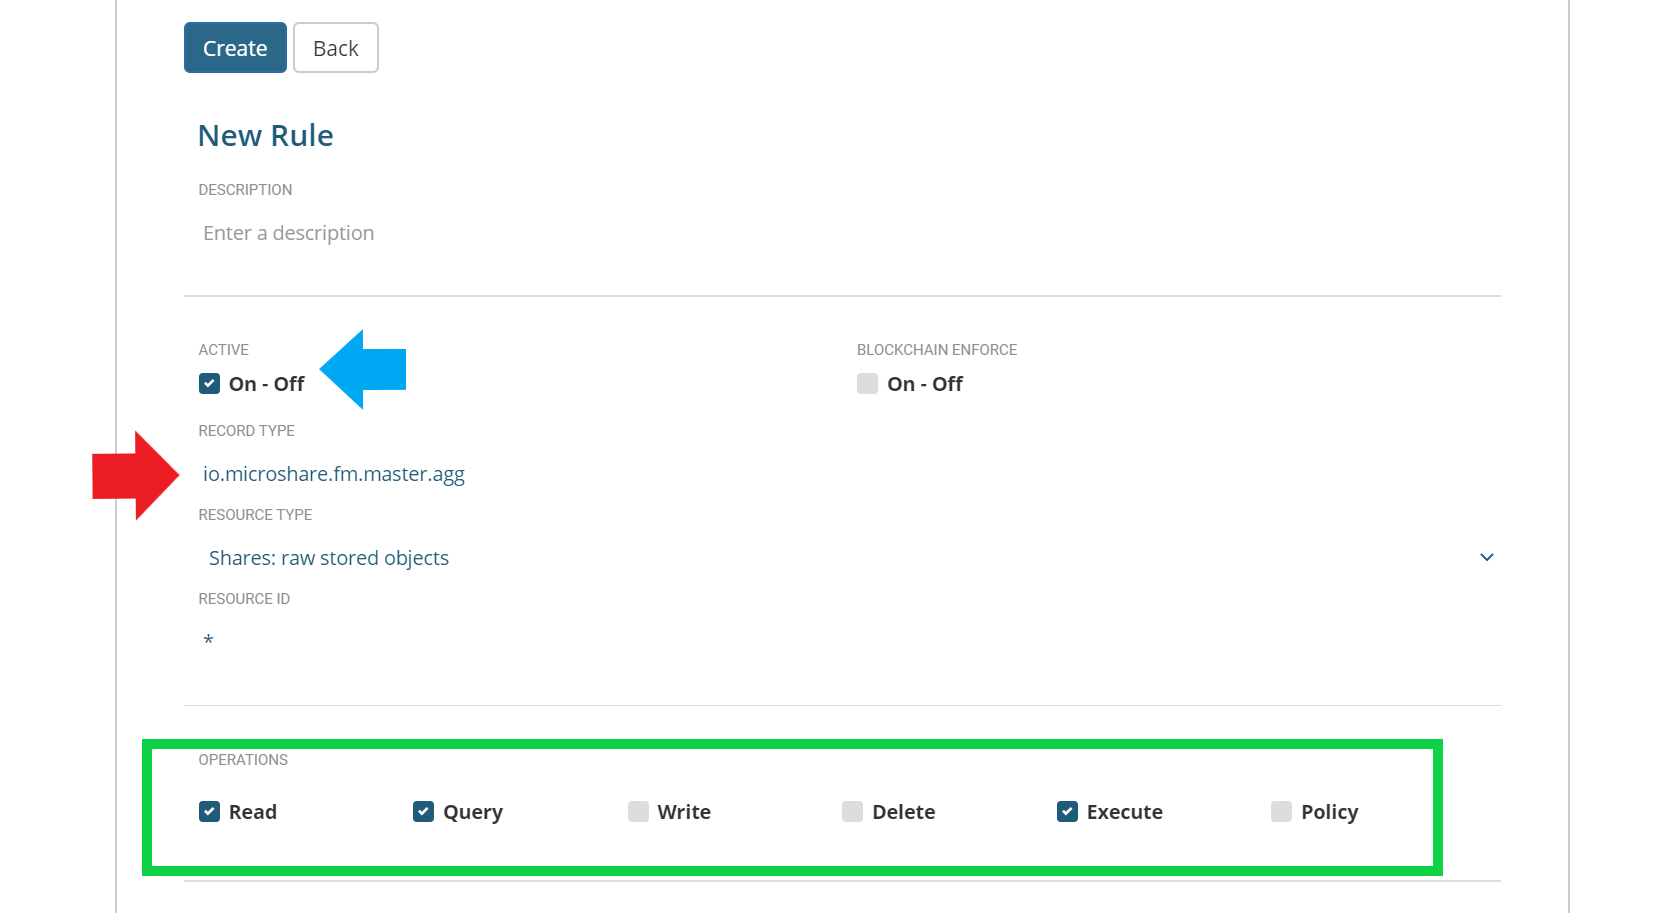 Create Back
New Rule
DESCRIPTION
Enter a description
ACTIVE BLOCKCHAIN ENFORCE
On - Off On - Off
RECORD TYPE
io.microshare.fm.master.agg
RESOURCE TYPE
Shares: raw stored objects
RESOURCE ID
*
OPERATIONS
Read Query Write Delete Execute Policy